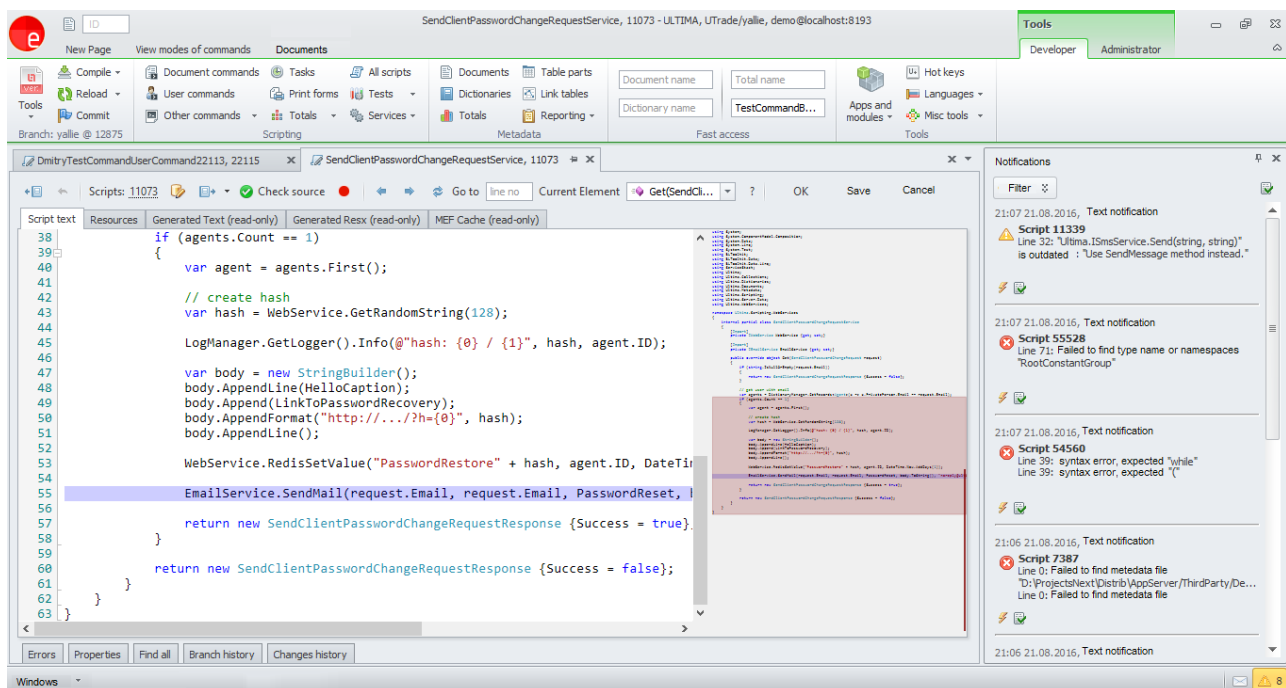 SendClientPasswordChangeRequestService, 11073 - ULTIMA, UTrade/yallie, demo@localhost:8193
Tools
ID
New Page View modes of commands Documents
Developer Administrator
Compile Document commands Tasks All scripts Documents Table parts Hot keys
Reload User commands Print forms Tests Dictionaries Link tables Document name Total name Languages
Tools Commit Other commands Totals Services Totals Reporting Dictionary name TestCommandB... Apps and modules Misc tools
Branch: yallie @ 12875 Scripting Metadata Fast access Tools
DmitryTestCommandUserCommand22113, 22115 SendClientPasswordChangeRequestService, 11073
Scripts: 11073 Check source Go to line no Current Element Get(SendCli... ? OK Save Cancel
Script text Resources Generated Text (read-only) Generated Resx (read-only) MEF Cache (read-only)
38 if (agents.Count == 1)
39 {
40 var agent = agents.First();
41
42 // create hash
43 var hash = WebService.GetRandomString(128);
44
45 LogManager.GetLogger().Info(@"hash: {0} / {1}", hash, agent.ID);
46
47 var body = new StringBuilder();
48 body.AppendLine(HelloCaption);
49 body.Append(LinkToPasswordRecovery);
50 body.AppendFormat("http://.../?h={0}", hash);
51 body.AppendLine();
52
53 WebService.RedisSetValue("PasswordRestore" + hash, agent.ID, DateTi
54
55 EmailService.SendMail(request.Email, request.Email, PasswordReset,
56
57 return new SendClientPasswordChangeRequestResponse {Success = true}
58 }
59
60 return new SendClientPasswordChangeRequestResponse {Success = false};
61 }
62 }
63 }
Errors Properties Find all Branch history Changes history
Windows
Notifications
Filter
21:07 21.08.2016, Text notification
Script 11339
Line 32: "Ultima.ISmsService.Send(string, string)"
is outdated : "Use SendMessage method instead."
21:07 21.08.2016, Text notification
Script 55528
Line 71: Failed to find type name or namespaces
"RootConstantGroup"
21:07 21.08.2016, Text notification
Script 54560
Line 39: syntax error, expected "while"
Line 39: syntax error, expected "("
21:06 21.08.2016, Text notification
Script 7387
Line 0: Failed to find metedata file
"D:\ProjectsNext\Distrib\AppServer/ThirdParty/De...
Line 0: Failed to find metedata file
21:06 21.08.2016, Text notification
8